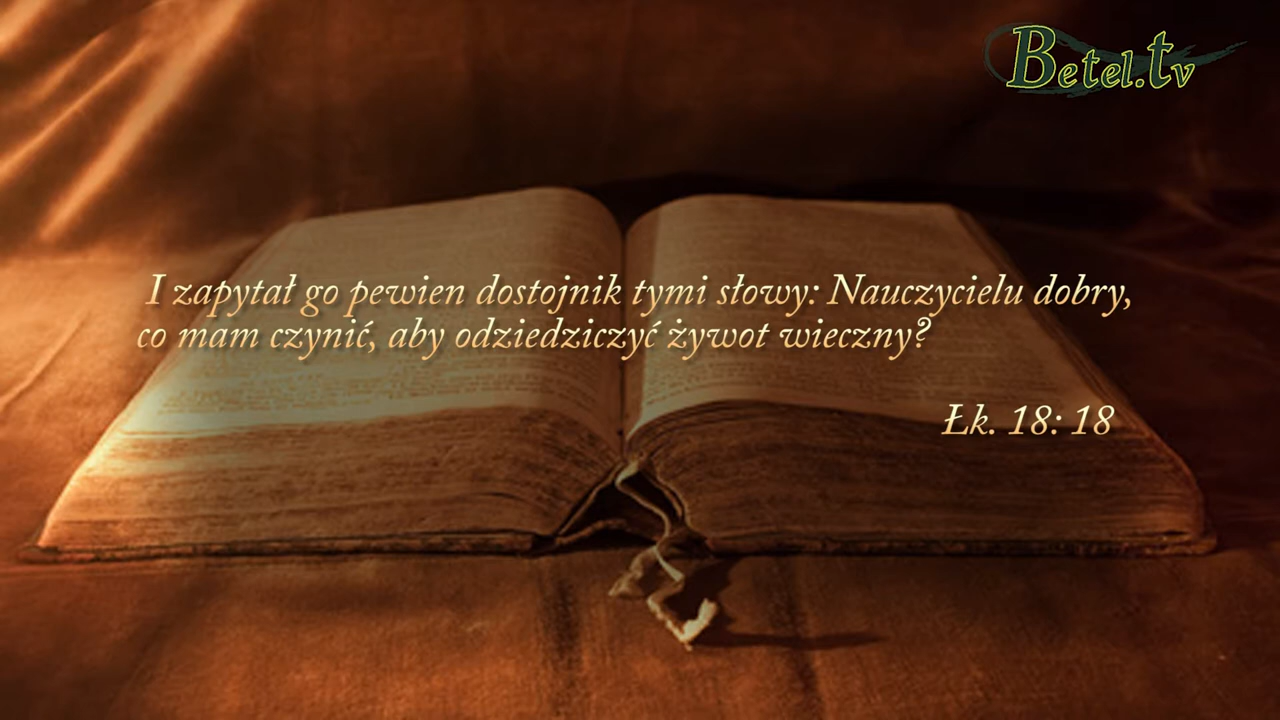 Betel.tv
I zapytał go pewien dostojnik tymi słowy: Nauczycielu dobry,
co mam czynić, aby odziedziczyć żywot wieczny?
Łk. 18: 18